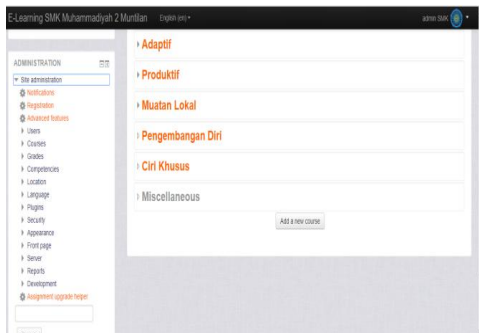 E-Learning SMK Muhammadiyah 2 Muntilan English (en)
admin SMK
ADMINISTRATION
Site administration
Notifications
Registration
Advanced features
Users
Courses
Grades
Competencies
Location
Language
Plugins
Security
Appearance
Front page
Server
Reports
Development
Assignment upgrade helper
Adaptif
Produktif
Muatan Lokal
Pengembangan Diri
Ciri Khusus
Miscellaneous
Add a new course